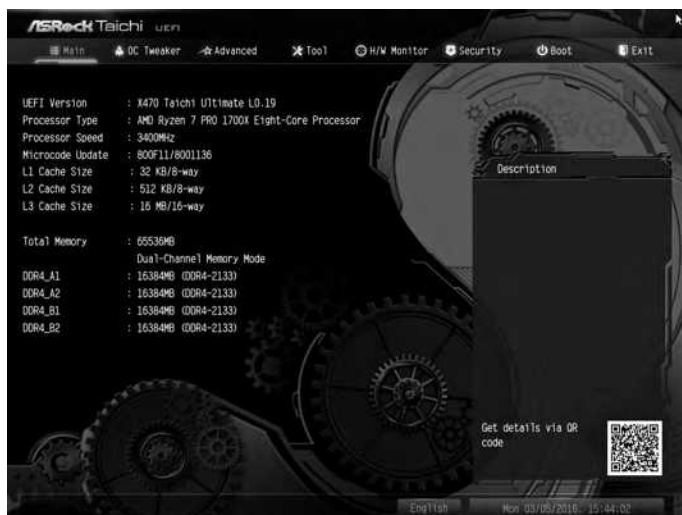 ASRock Taichi UEFI
Main OC Tweaker Advanced Tool H/W Monitor Security Boot Exit
UEFI Version : X470 Taichi Ultimate L0.19
Processor Type : AMD Ryzen 7 PRO 1700X Eight-Core Processor
Processor Speed : 3400MHz
Microcode Update : 800F11/8001136
L1 Cache Size : 32 KB/8-way
L2 Cache Size : 512 KB/8-way
L3 Cache Size : 16 MB/16-way
Description
Total Memory : 65536MB
Dual-Channel Memory Mode
DDR4_A1 : 16384MB (DDR4-2133)
DDR4_A2 : 16384MB (DDR4-2133)
DDR4_B1 : 16384MB (DDR4-2133)
DDR4_B2 : 16384MB (DDR4-2133)
Get details via QR
code
English Mon 03/05/2018. 15:44:02